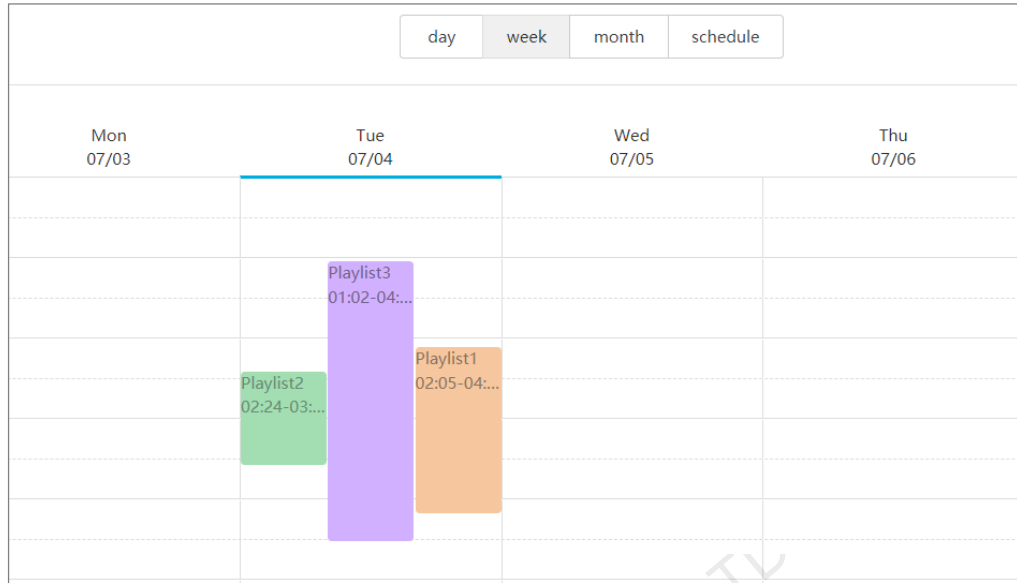 day week month schedule
Mon Tue Wed Thu
07/03 07/04 07/05 07/06
Playlist3
01:02-04:...
Playlist1
02:05-04:...
Playlist2
02:24-03:...